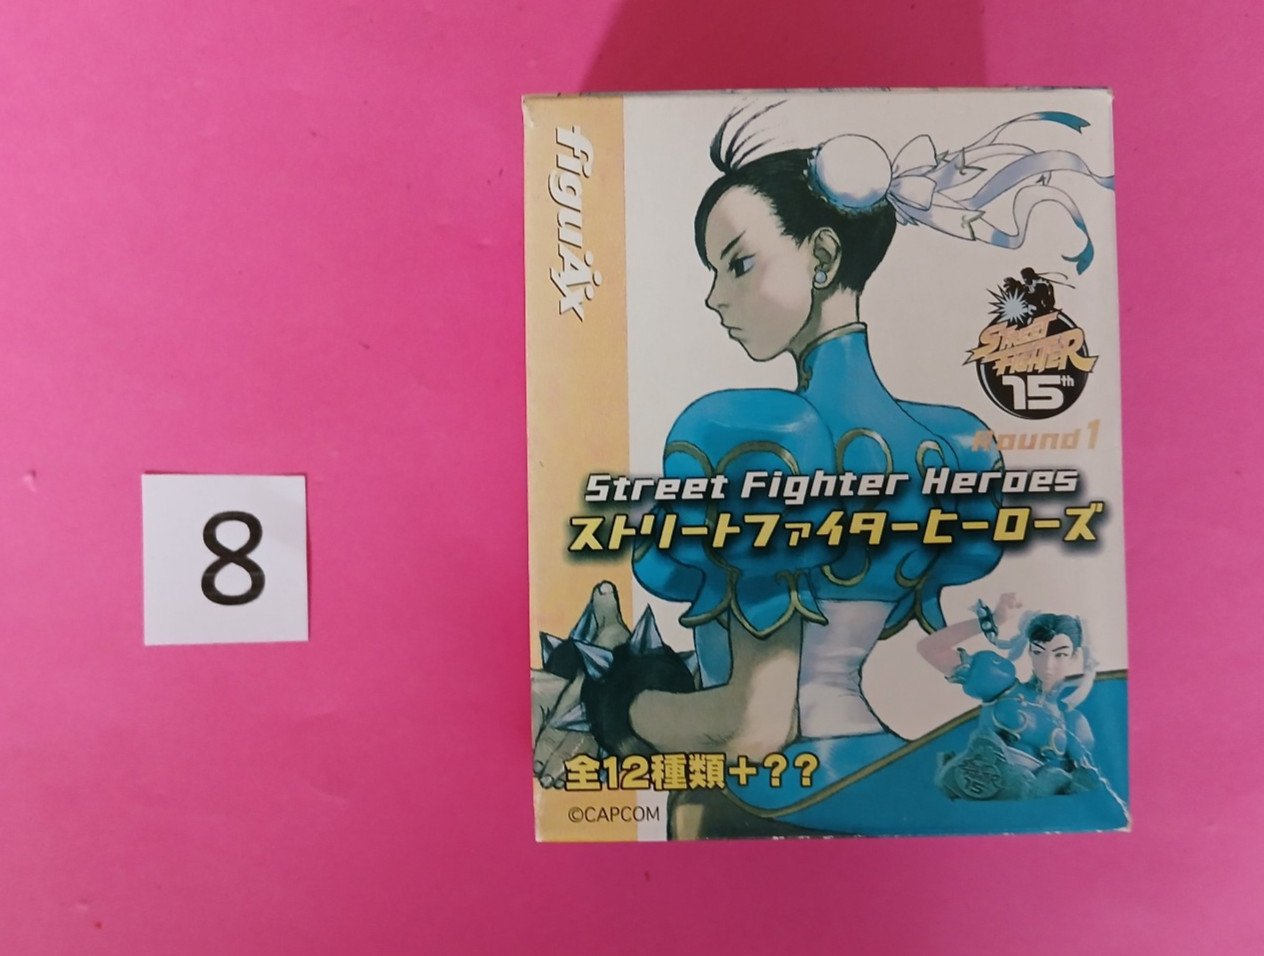 figuAx
STREET
FIGHTER
15th
Round1
Street Fighter Heroes
ストリートファイターヒーローズ
8
15
全12種類+??
©CAPCOM